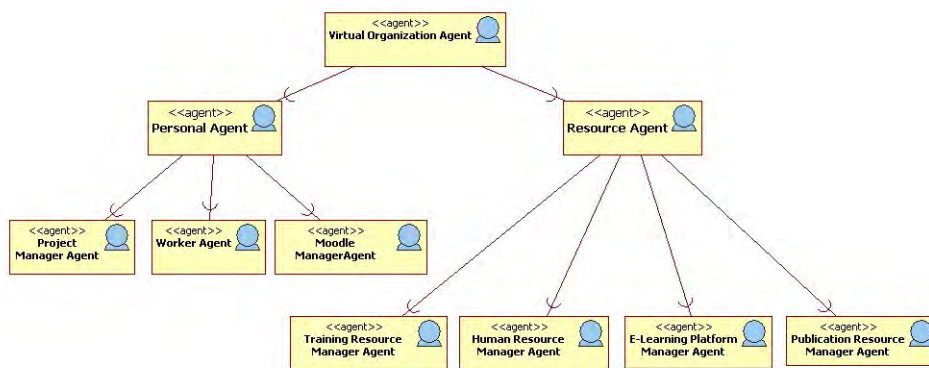 <<agent>>
Virtual Organization Agent
<<agent>>
Personal Agent
<<agent>>
Resource Agent
<<agent>>
Project
Manager Agent
<<agent>>
Worker Agent
<<agent>>
Moodle
ManagerAgent
<<agent>>
Training Resource
Manager Agent
<<agent>>
Human Resource
Manager Agent
<<agent>>
E-Learning Platform
Manager Agent
<<agent>>
Publication Resource
Manager Agent